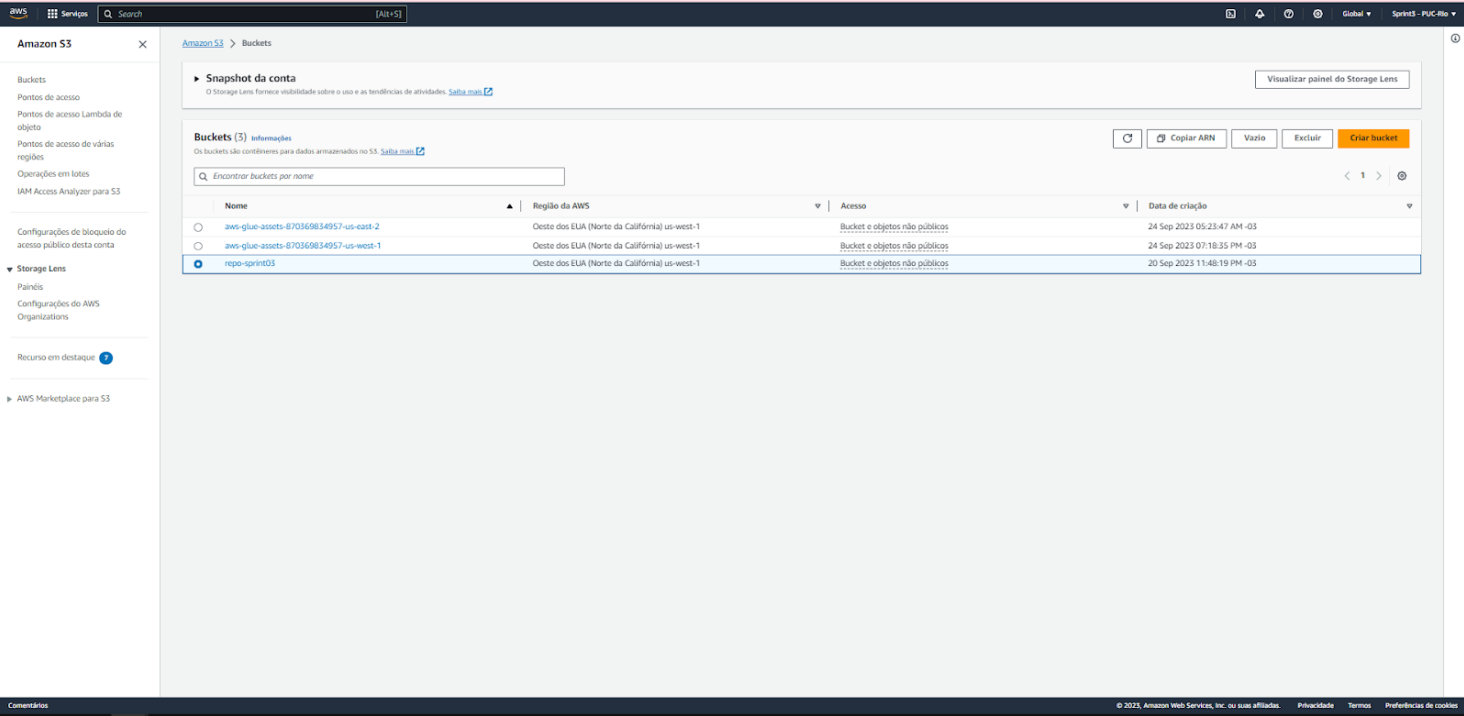 aws
Serviços
Search
[Alt+S]
Global
Sprint3 - PUC-Rio
Amazon S3
Buckets
Pontos de acesso
Pontos de acesso Lambda de
objeto
Pontos de acesso de várias
regiões
Operações em lotes
IAM Access Analyzer para S3
Configurações de bloqueio do
acesso público desta conta
Storage Lens
Painéis
Configurações do AWS
Organizations
Recurso em destaque 7
AWS Marketplace para S3
Amazon S3 > Buckets
Snapshot da conta
O Storage Lens fornece visibilidade sobre o uso e as tendências de atividades. Saiba mais
Visualizar painel do Storage Lens
Buckets (3) Informações
Os buckets são contêineres para dados armazenados no S3. Saiba mais
Copiar ARN
Vazio
Excluir
Criar bucket
Encontrar buckets por nome
1
Nome Região da AWS Acesso Data de criação
aws-glue-assets-870369834957-us-east-2 Oeste dos EUA (Norte da Califórnia) us-west-1 Bucket e objetos não públicos 24 Sep 2023 05:23:47 AM -03
aws-glue-assets-870369834957-us-west-1 Oeste dos EUA (Norte da Califórnia) us-west-1 Bucket e objetos não públicos 24 Sep 2023 07:18:35 PM -03
repo-sprint03 Oeste dos EUA (Norte da Califórnia) us-west-1 Bucket e objetos não públicos 20 Sep 2023 11:48:19 PM -03
Comentários
© 2023, Amazon Web Services, Inc. ou suas afiliadas.
Privacidade
Termos
Preferências de cookies